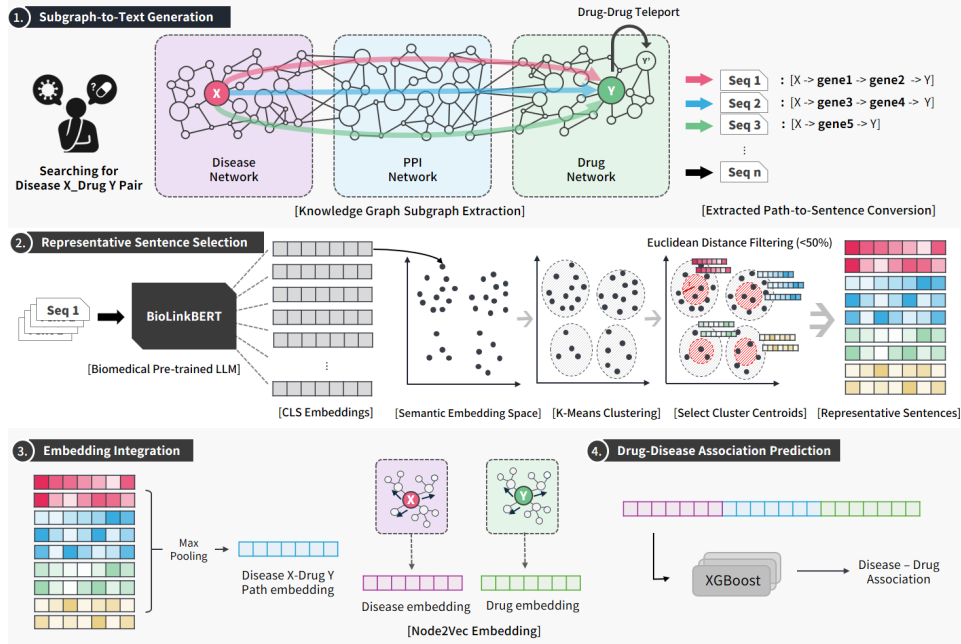 1. Subgraph-to-Text Generation
Drug-Drug Teleport
Searching for
Disease X_Drug Y Pair
X
Y
Y'
Disease
Network
PPI
Network
Drug
Network
[Knowledge Graph Subgraph Extraction]
Seq 1 : [X -> gene1 -> gene2 -> Y]
Seq 2 : [X -> gene3 -> gene4 -> Y]
Seq 3 : [X -> gene5 -> Y]
⋮
Seq n
[Extracted Path-to-Sentence Conversion]
2. Representative Sentence Selection
Euclidean Distance Filtering (<50%)
Seq 1
BioLinkBERT
[Biomedical Pre-trained LLM]
⋮
[CLS Embeddings]
[Semantic Embedding Space]
[K-Means Clustering]
[Select Cluster Centroids]
[Representative Sentences]
3. Embedding Integration
Max
Pooling
Disease X-Drug Y
Path embedding
X
Y
Disease embedding
Drug embedding
[Node2Vec Embedding]
4. Drug-Disease Association Prediction
XGBoost
Disease – Drug
Association